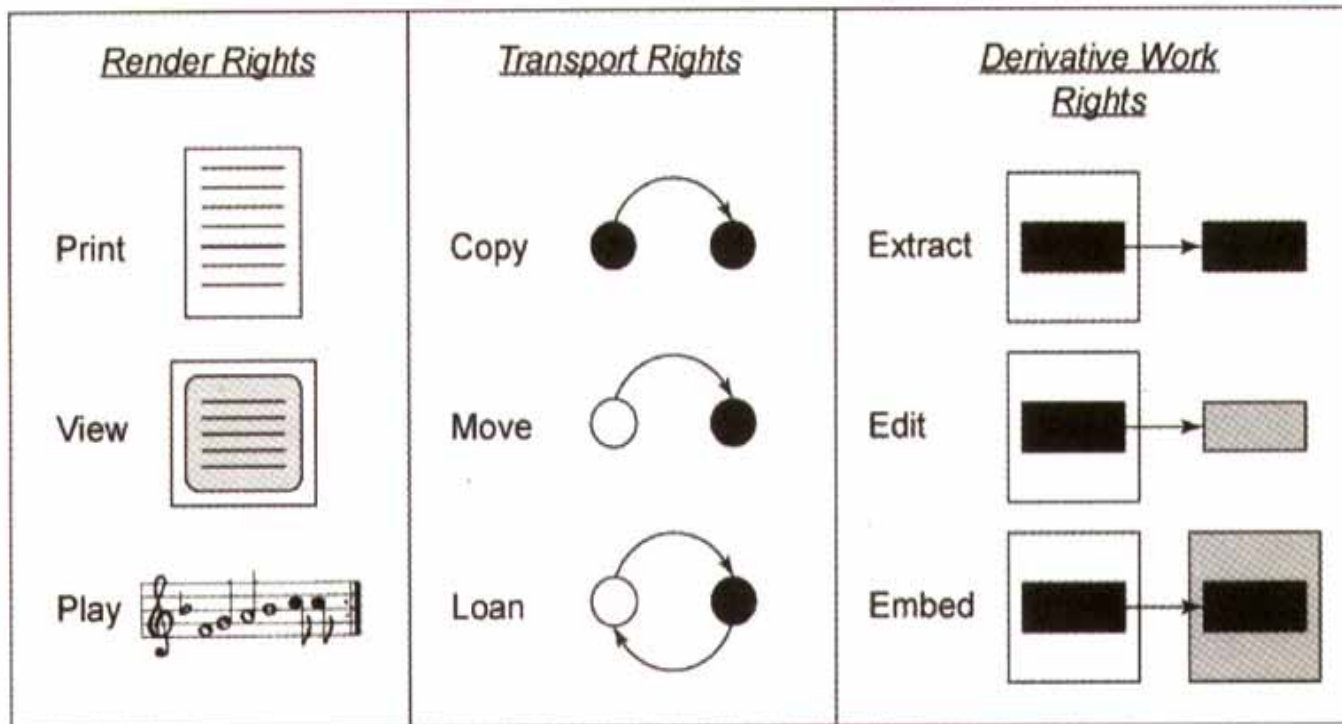 Render Rights
Print
View
Play
Transport Rights
Copy
Move
Loan
Derivative Work
Rights
Extract
Edit
Embed